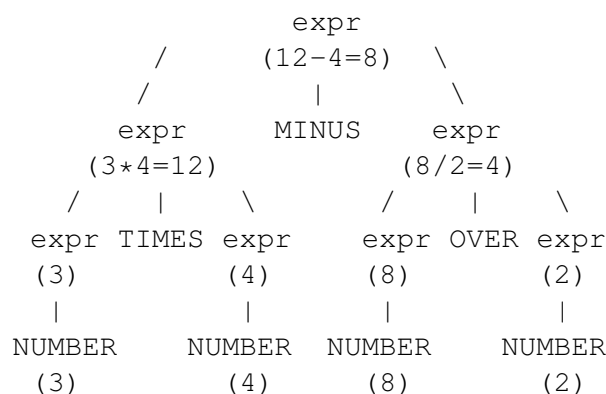 expr
/ (12-4=8) \
/ | \
expr MINUS expr
(3*4=12) (8/2=4)
/ | \ / | \
expr TIMES expr expr OVER expr
(3) (4) (8) (2)
| | | |
NUMBER NUMBER NUMBER NUMBER
(3) (4) (8) (2)